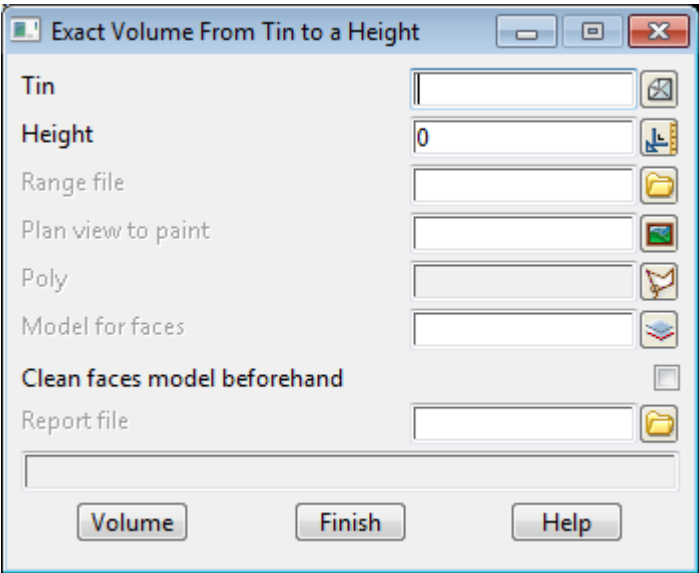 Exact Volume From Tin to a Height
Tin
Height 0
Range file
Plan view to paint
Poly
Model for faces
Clean faces model beforehand
Report file
Volume Finish Help